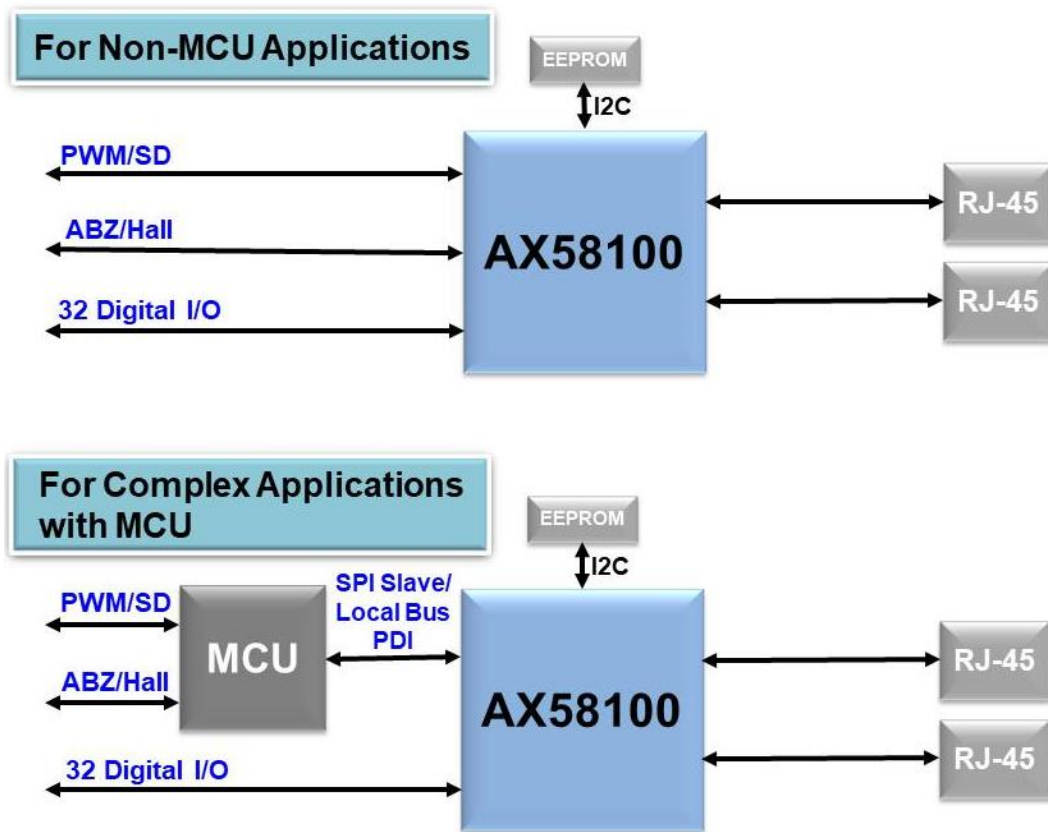 For Non-MCU Applications
EEPROM
I2C
PWM/SD
ABZ/Hall
32 Digital I/O
AX58100
RJ-45
RJ-45
For Complex Applications
with MCU
EEPROM
I2C
PWM/SD
ABZ/Hall
MCU
SPI Slave/
Local Bus
PDI
32 Digital I/O
AX58100
RJ-45
RJ-45